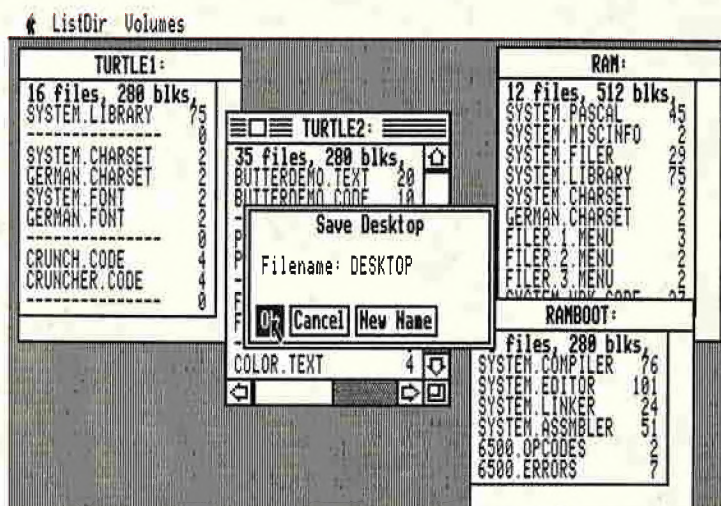 ListDir Volumes
TURTLE1:
16 files, 280 blks,
SYSTEM.LIBRARY 75
---------------- 0
SYSTEM.CHARSET 2
GERMAN.CHARSET 2
SYSTEM.FONT 2
GERMAN.FONT 2
---------------- 0
CRUNCH.CODE 4
CRUNCHER.CODE 4
---------------- 0
TURTLE2:
35 files, 280 blks,
BUTTERDEMO.TEXT 20
BUTTERDEMO.CODE 10
COLOR.TEXT 4
Save Desktop
Filename: DESKTOP
Cancel
New Name
RAM:
12 files, 512 blks,
SYSTEM.PASCAL 45
SYSTEM.MISCINFO 2
SYSTEM.FILER 29
SYSTEM.LIBRARY 75
SYSTEM.CHARSET 2
GERMAN.CHARSET 2
FILER.1.MENU 3
FILER.2.MENU 2
FILER.3.MENU 2
RAMBOOT:
files, 280 blks,
SYSTEM.COMPILER 76
SYSTEM.EDITOR 101
SYSTEM.LINKER 24
SYSTEM.ASSMBLER 51
6500.OPCODES 2
6500.ERRORS 7